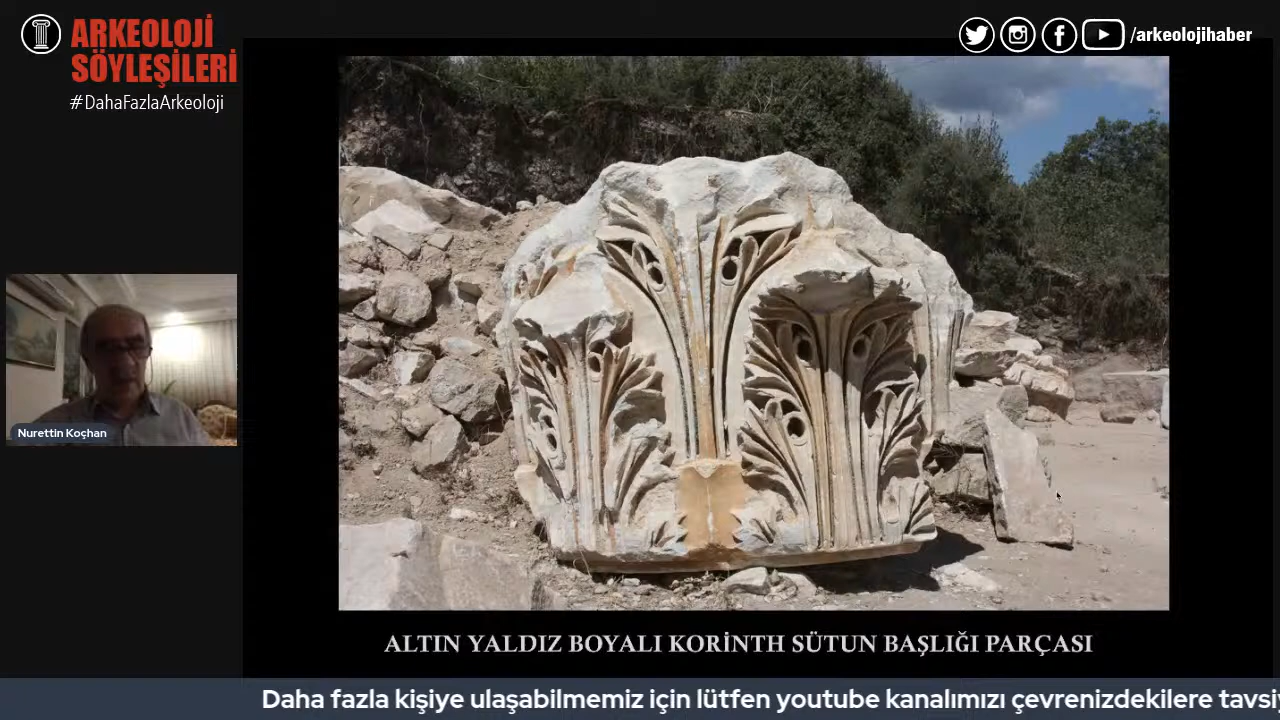 ARKEOLOJİ
SÖYLEŞİLERİ
#DahaFazlaArkeoloji
/arkeolojihaber
Nurettin Koçhan
ALTIN YALDIZ BOYALI KORİNTH SÜTUN BAŞLIĞI PARÇASI
Daha fazla kişiye ulaşabilmemiz için lütfen youtube kanalımızı çevrenizdekilere tavsiy